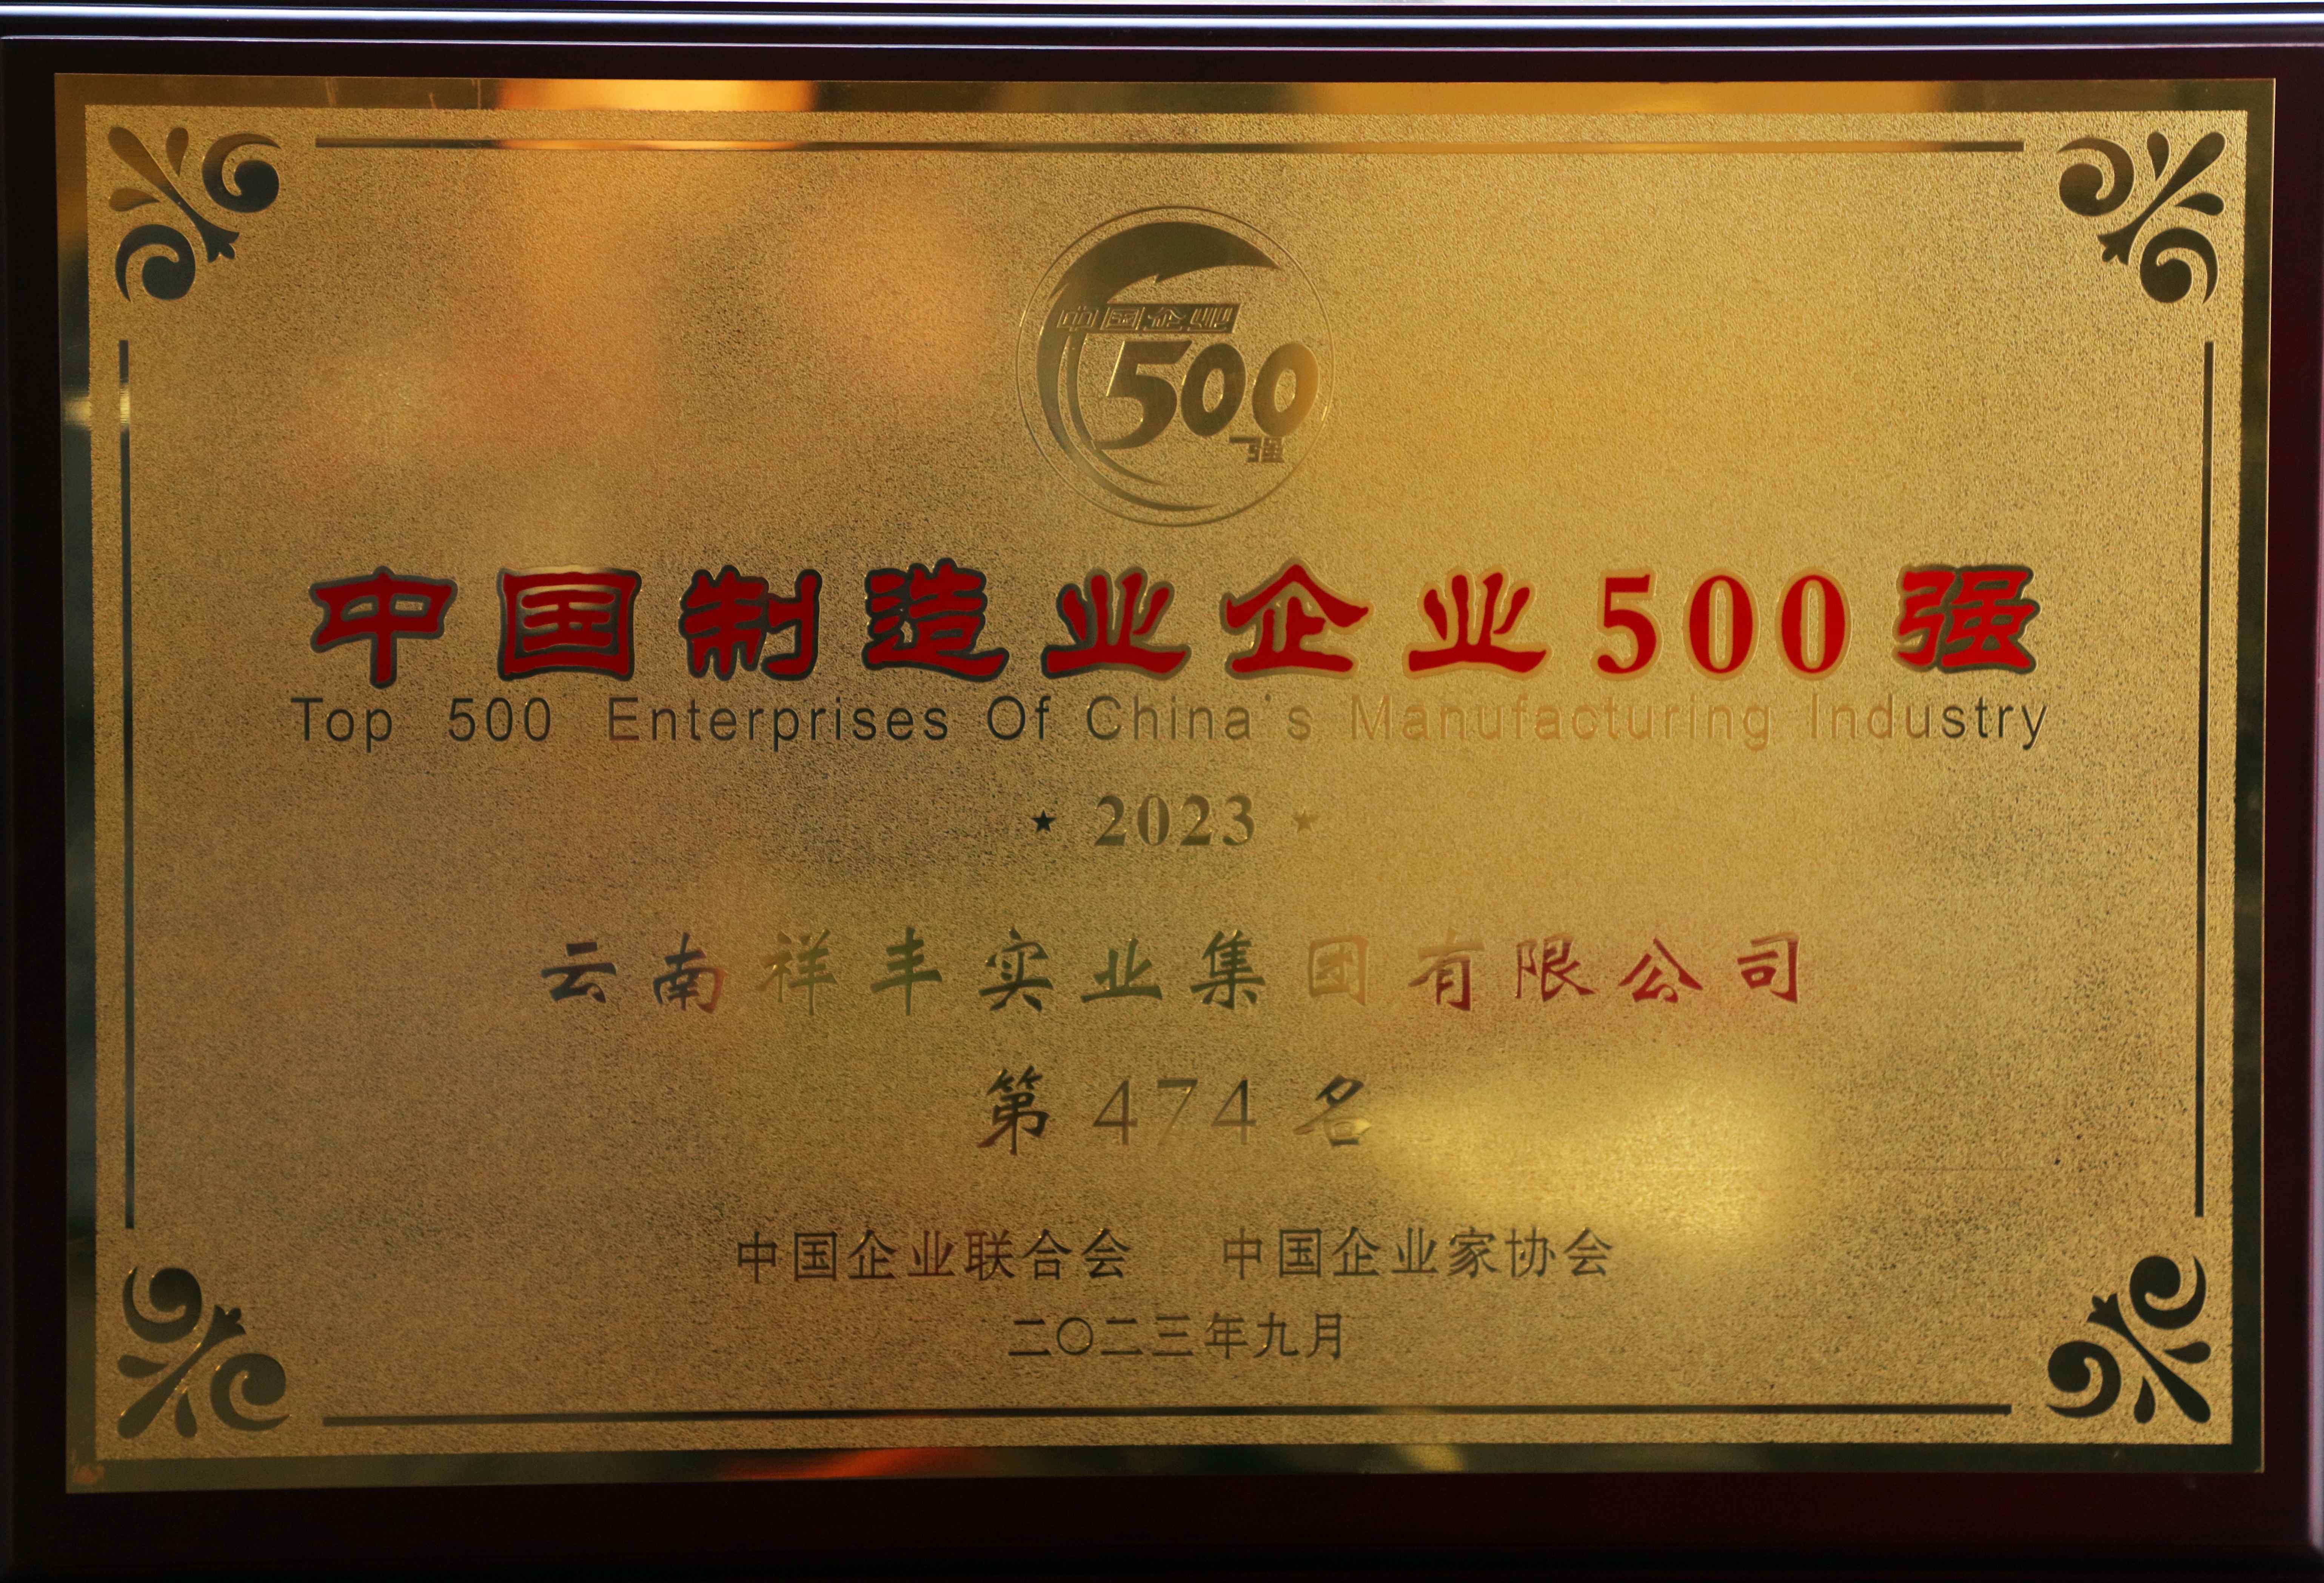 中国企业
500
强
中国制造业企业500强
Top 500 Enterprises Of China's Manufacturing Industry
★ 2023 ★
云南祥丰实业集团有限公司
第474名
中国企业联合会 中国企业家协会
二〇二三年九月